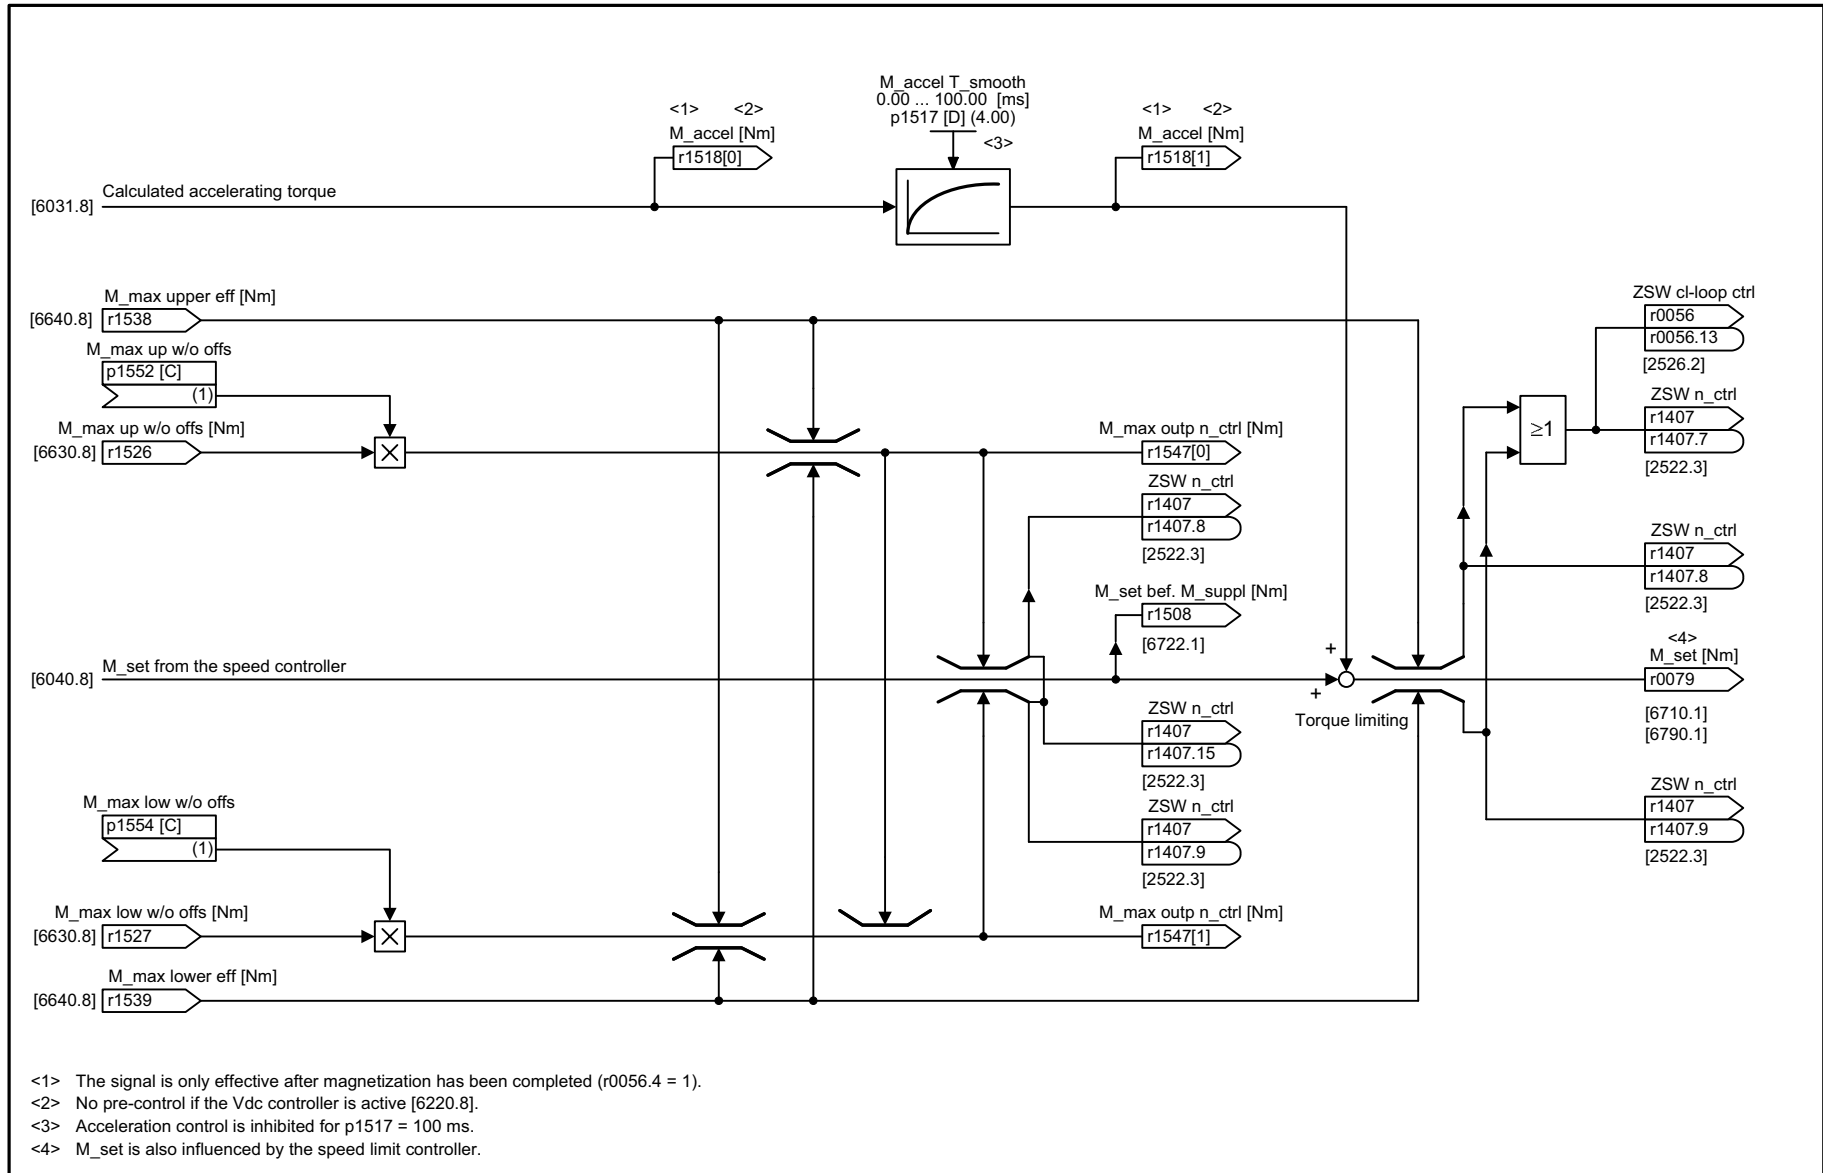 M_accel T_smooth
0.00 ... 100.00 [ms]
p1517 [D] (4.00)
<3>
<1> <2>
M_accel [Nm]
r1518[0]
<1> <2>
M_accel [Nm]
r1518[1]
Calculated accelerating torque
[6031.8]
M_max upper eff [Nm]
[6640.8] r1538
M_max up w/o offs
p1552 [C]
(1)
M_max up w/o offs [Nm]
[6630.8] r1526
M_max outp n_ctrl [Nm]
r1547[0]
ZSW n_ctrl
r1407
r1407.8
[2522.3]
M_set bef. M_suppl [Nm]
r1508
[6722.1]
M_set from the speed controller
[6040.8]
+
+
Torque limiting
ZSW n_ctrl
r1407
r1407.15
[2522.3]
ZSW n_ctrl
r1407
r1407.9
[2522.3]
M_max outp n_ctrl [Nm]
r1547[1]
M_max low w/o offs
p1554 [C]
(1)
M_max low w/o offs [Nm]
[6630.8] r1527
M_max lower eff [Nm]
[6640.8] r1539
≥1
ZSW cl-loop ctrl
r0056
r0056.13
[2526.2]
ZSW n_ctrl
r1407
r1407.7
[2522.3]
ZSW n_ctrl
r1407
r1407.8
[2522.3]
<4>
M_set [Nm]
r0079
[6710.1]
[6790.1]
ZSW n_ctrl
r1407
r1407.9
[2522.3]
<1> The signal is only effective after magnetization has been completed (r0056.4 = 1).
<2> No pre-control if the Vdc controller is active [6220.8].
<3> Acceleration control is inhibited for p1517 = 100 ms.
<4> M_set is also influenced by the speed limit controller.